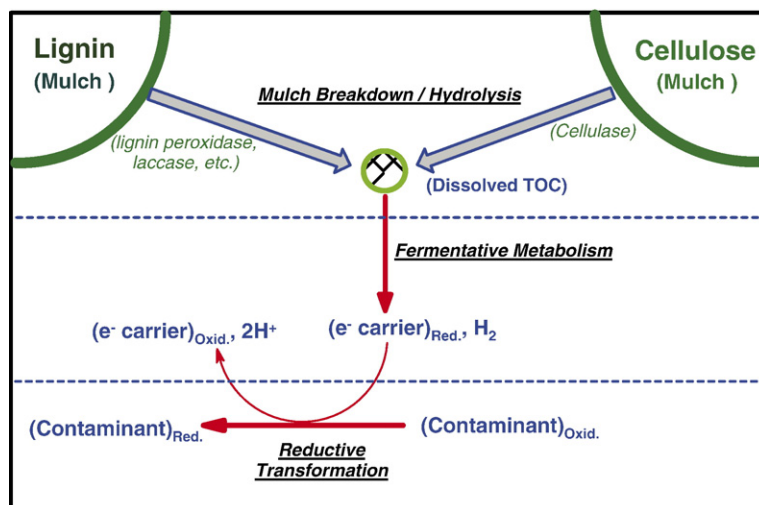 Lignin
(Mulch )
Cellulose
(Mulch )
Mulch Breakdown / Hydrolysis
(lignin peroxidase,
laccase, etc.)
(Cellulase)
(Dissolved TOC)
Fermentative Metabolism
(e⁻ carrier)Oxid., 2H⁺
(e⁻ carrier)Red., H₂
(Contaminant)Red.
(Contaminant)Oxid.
Reductive
Transformation